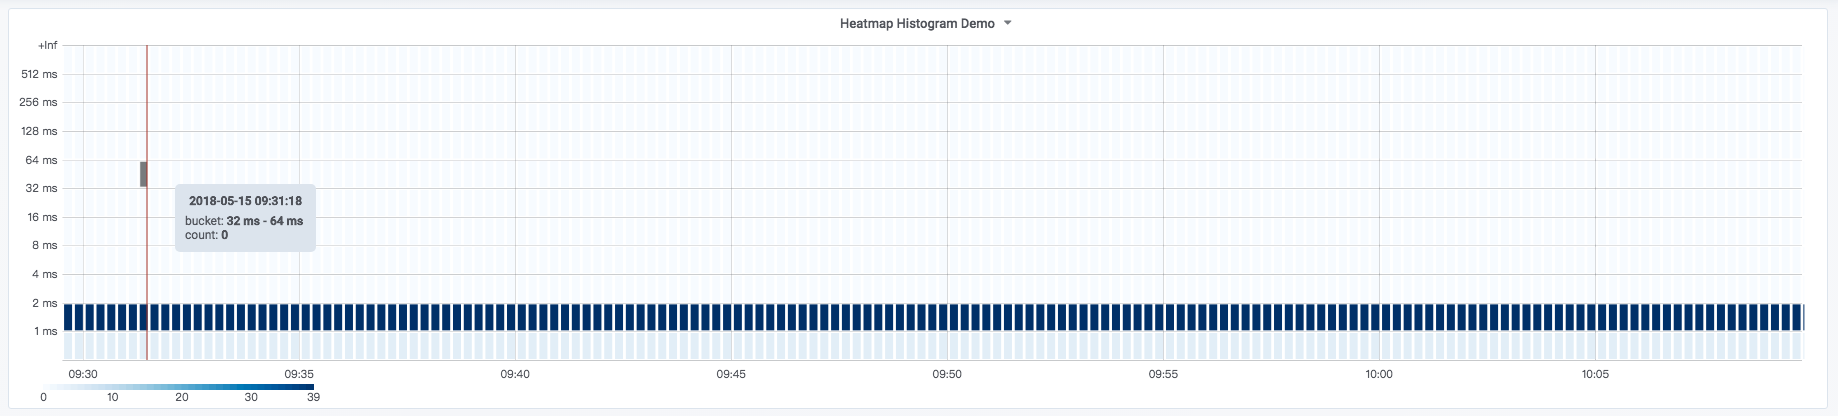 Heatmap Histogram Demo
+Inf
512 ms
256 ms
128 ms
64 ms
32 ms
16 ms
8 ms
4 ms
2 ms
1 ms
2018-05-15 09:31:18
bucket: 32 ms - 64 ms
count: 0
09:30 09:35 09:40 09:45 09:50 09:55 10:00 10:05
0 10 20 30 39